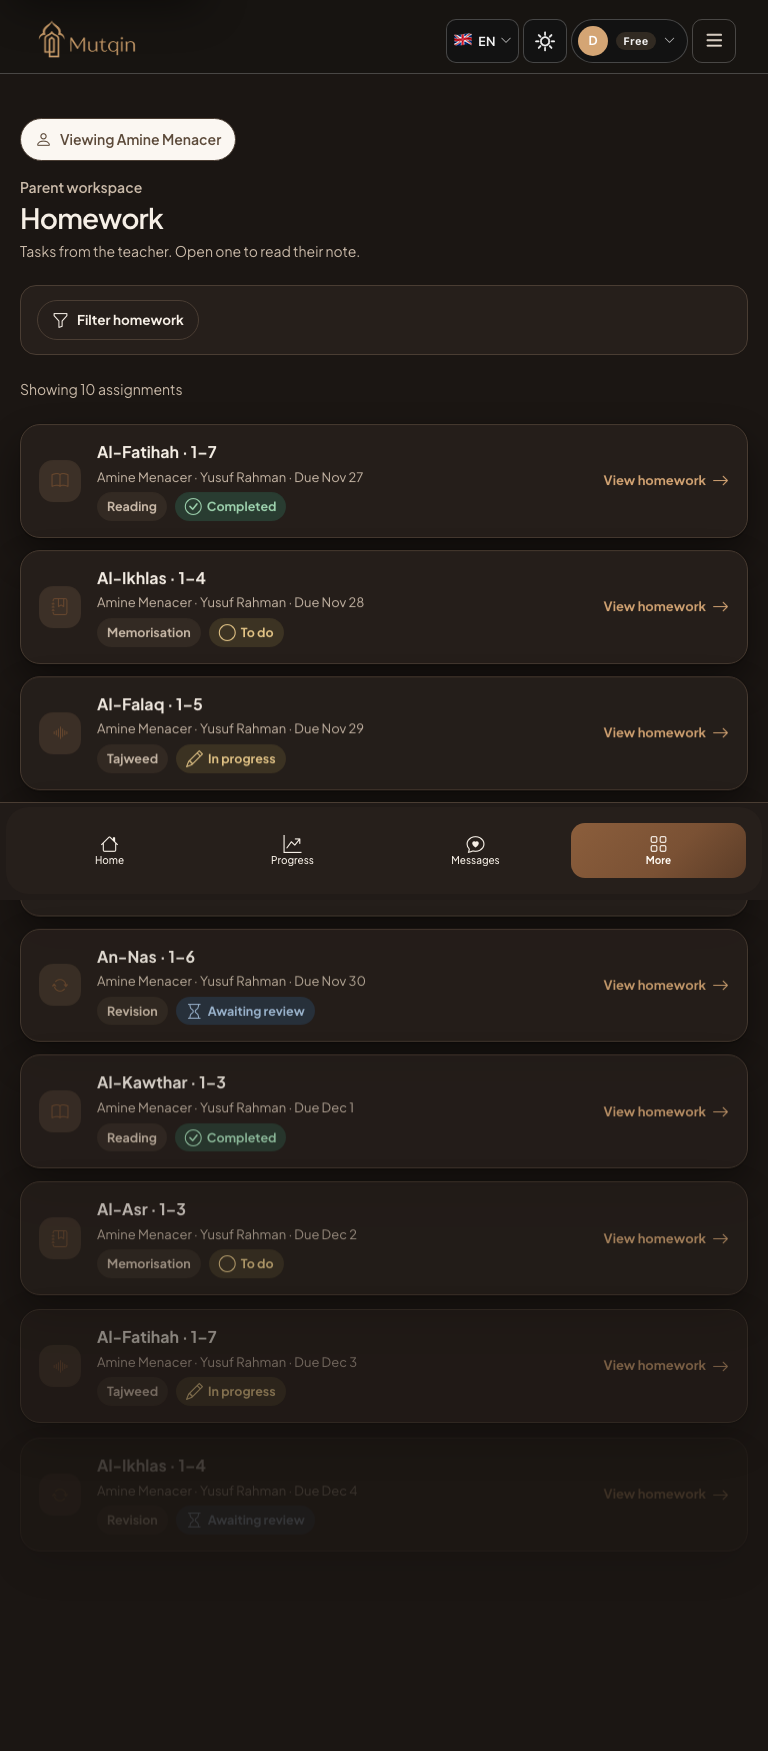 Mutqin
EN
D
Free
Viewing Amine Menacer
Parent workspace
Homework
Tasks from the teacher. Open one to read their note.
Filter homework
Showing 10 assignments
Al-Fatihah · 1–7
Amine Menacer · Yusuf Rahman · Due Nov 27
Reading
Completed
View homework →
Al-Ikhlas · 1–4
Amine Menacer · Yusuf Rahman · Due Nov 28
Memorisation
To do
View homework →
Al-Falaq · 1–5
Amine Menacer · Yusuf Rahman · Due Nov 29
Tajweed
In progress
View homework →
Home
Progress
Messages
More
An-Nas · 1–6
Amine Menacer · Yusuf Rahman · Due Nov 30
Revision
Awaiting review
View homework →
Al-Kawthar · 1–3
Amine Menacer · Yusuf Rahman · Due Dec 1
Reading
Completed
View homework →
Al-Asr · 1–3
Amine Menacer · Yusuf Rahman · Due Dec 2
Memorisation
To do
View homework →
Al-Fatihah · 1–7
Amine Menacer · Yusuf Rahman · Due Dec 3
Tajweed
In progress
View homework →
Al-Ikhlas · 1–4
Amine Menacer · Yusuf Rahman · Due Dec 4
Revision
Awaiting review
View homework →